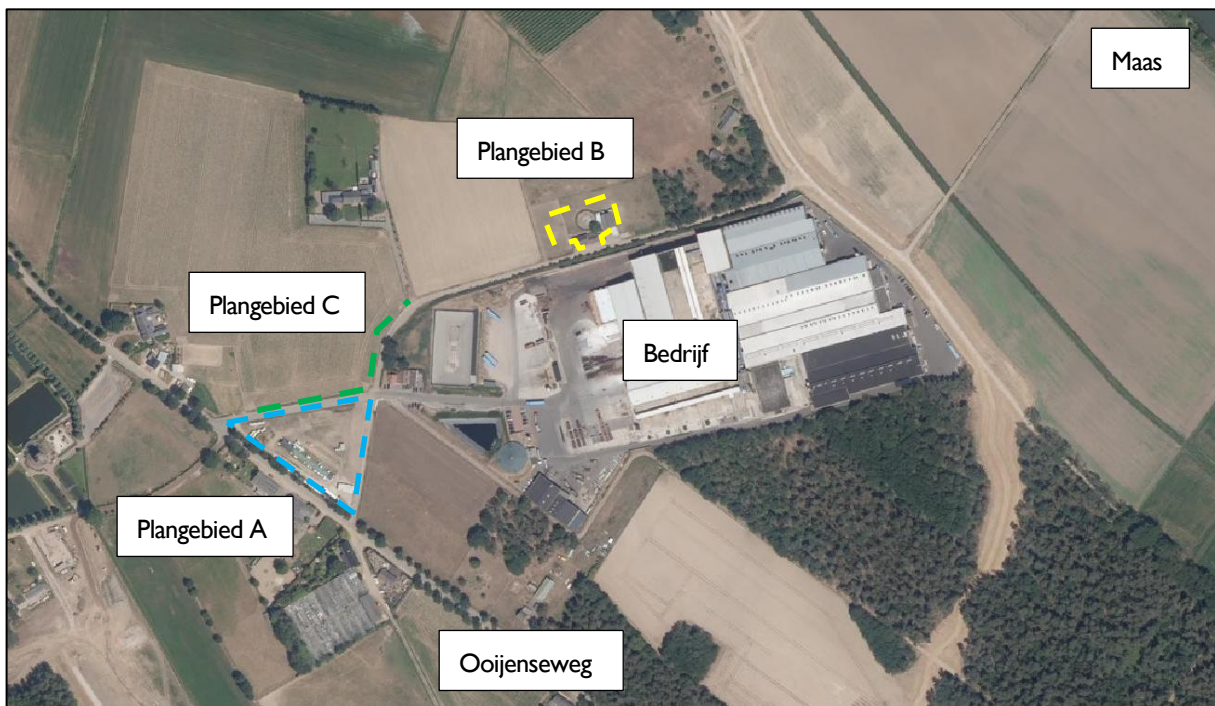 Maas
Plangebied B
Plangebied C
Bedrijf
Plangebied A
Ooijenseweg